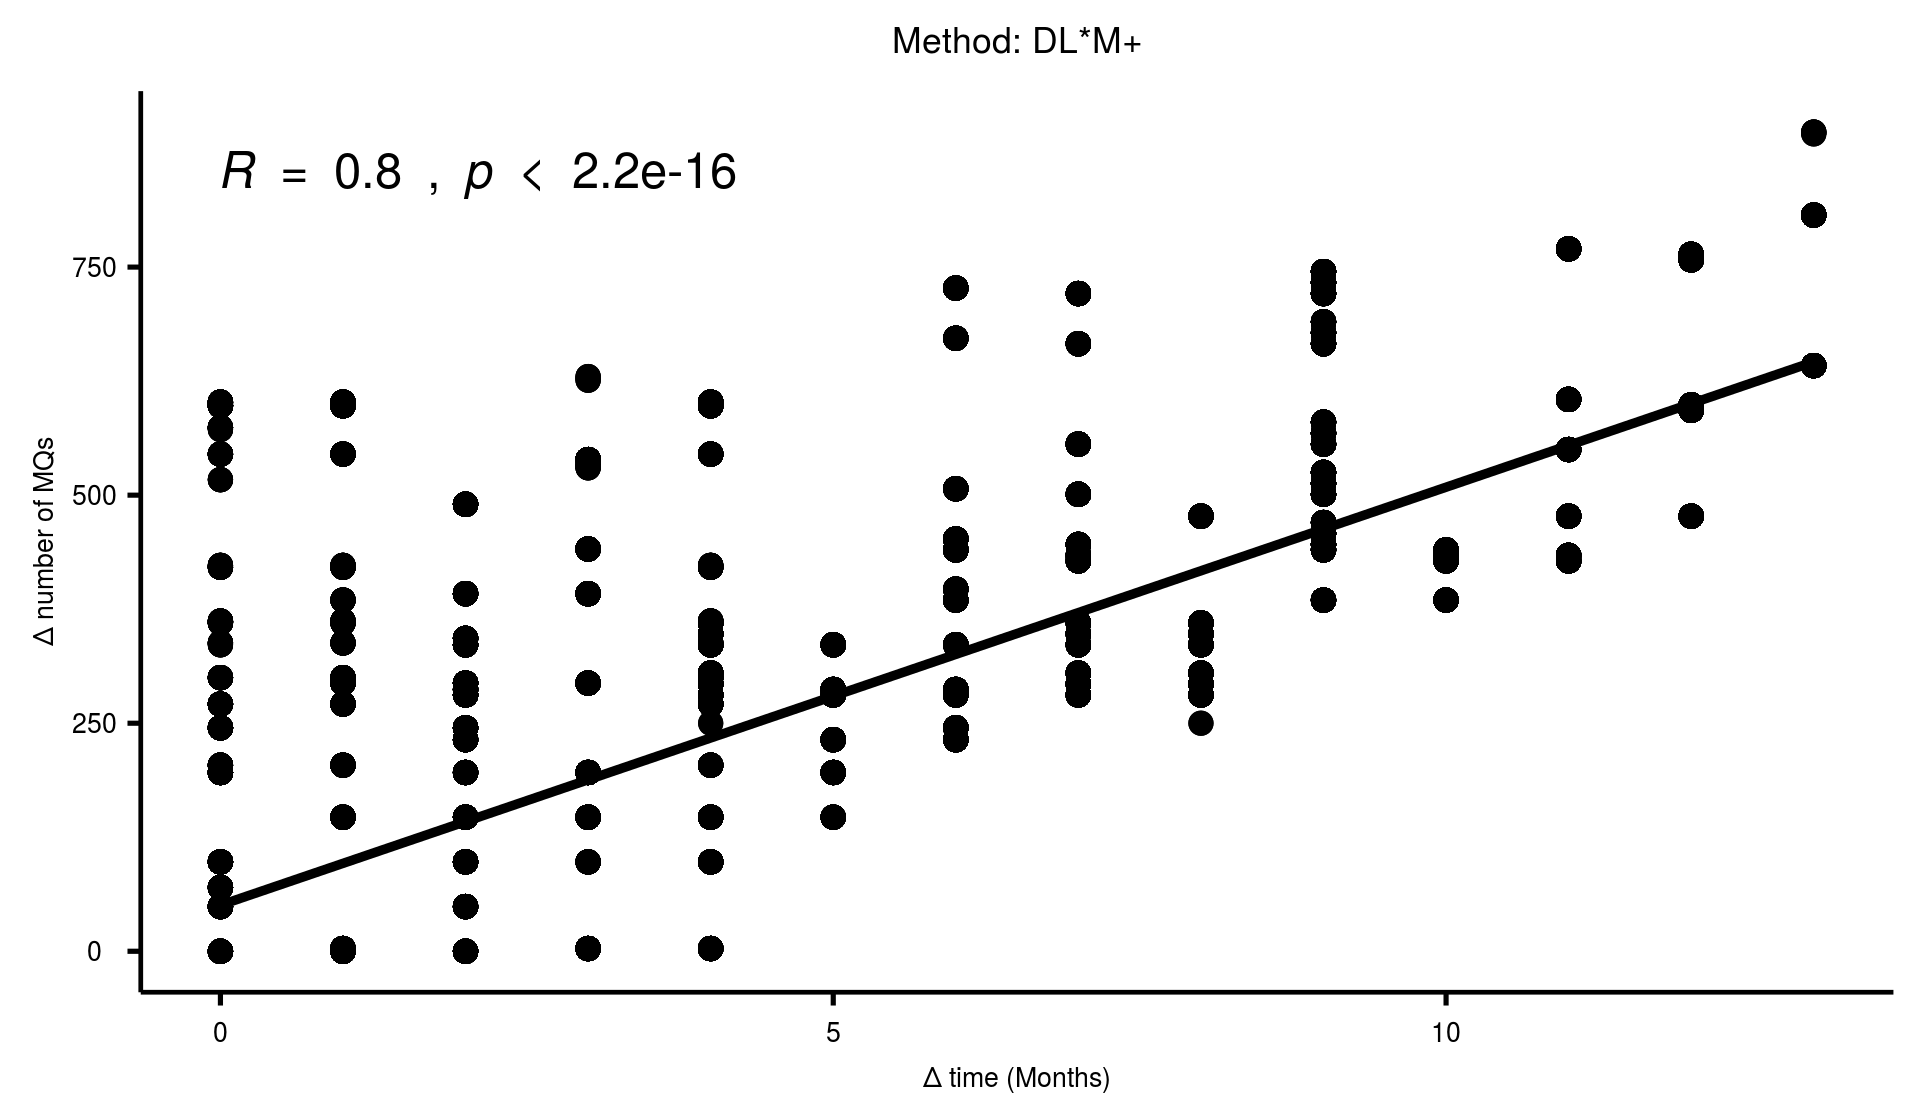 Method: DL*M+
R = 0.8 , p < 2.2e-16
750
500
250
0
Δ number of MQs
0 5 10
Δ time (Months)